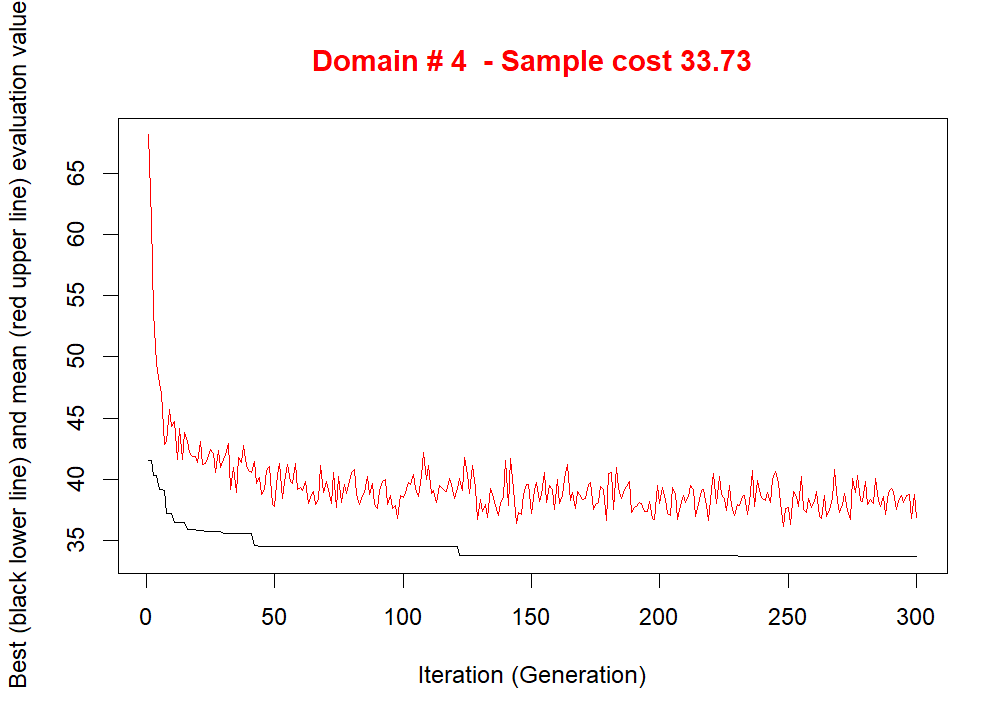 Domain # 4  - Sample cost 33.73
Best (black lower line) and mean (red upper line) evaluation value
65
60
55
50
45
40
35
0 50 100 150 200 250 300
Iteration (Generation)